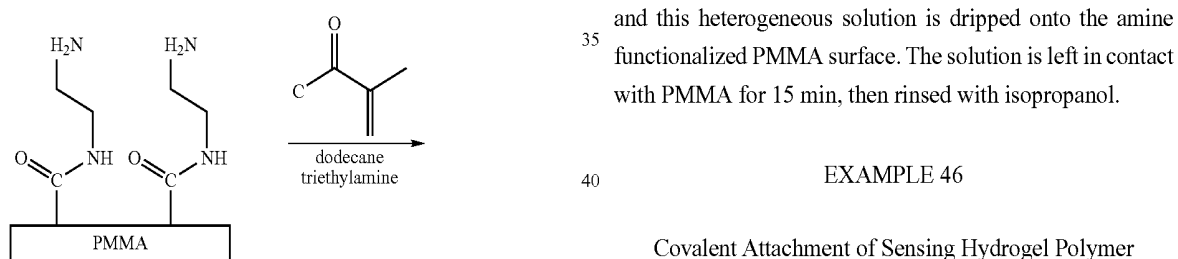 H₂N
H₂N
O
NH
C
O
NH
C
PMMA
O
C
dodecane
triethylamine
and this heterogeneous solution is dripped onto the amine
35
functionalized PMMA surface. The solution is left in contact
with PMMA for 15 min, then rinsed with isopropanol.
40
EXAMPLE 46
Covalent Attachment of Sensing Hydrogel Polymer